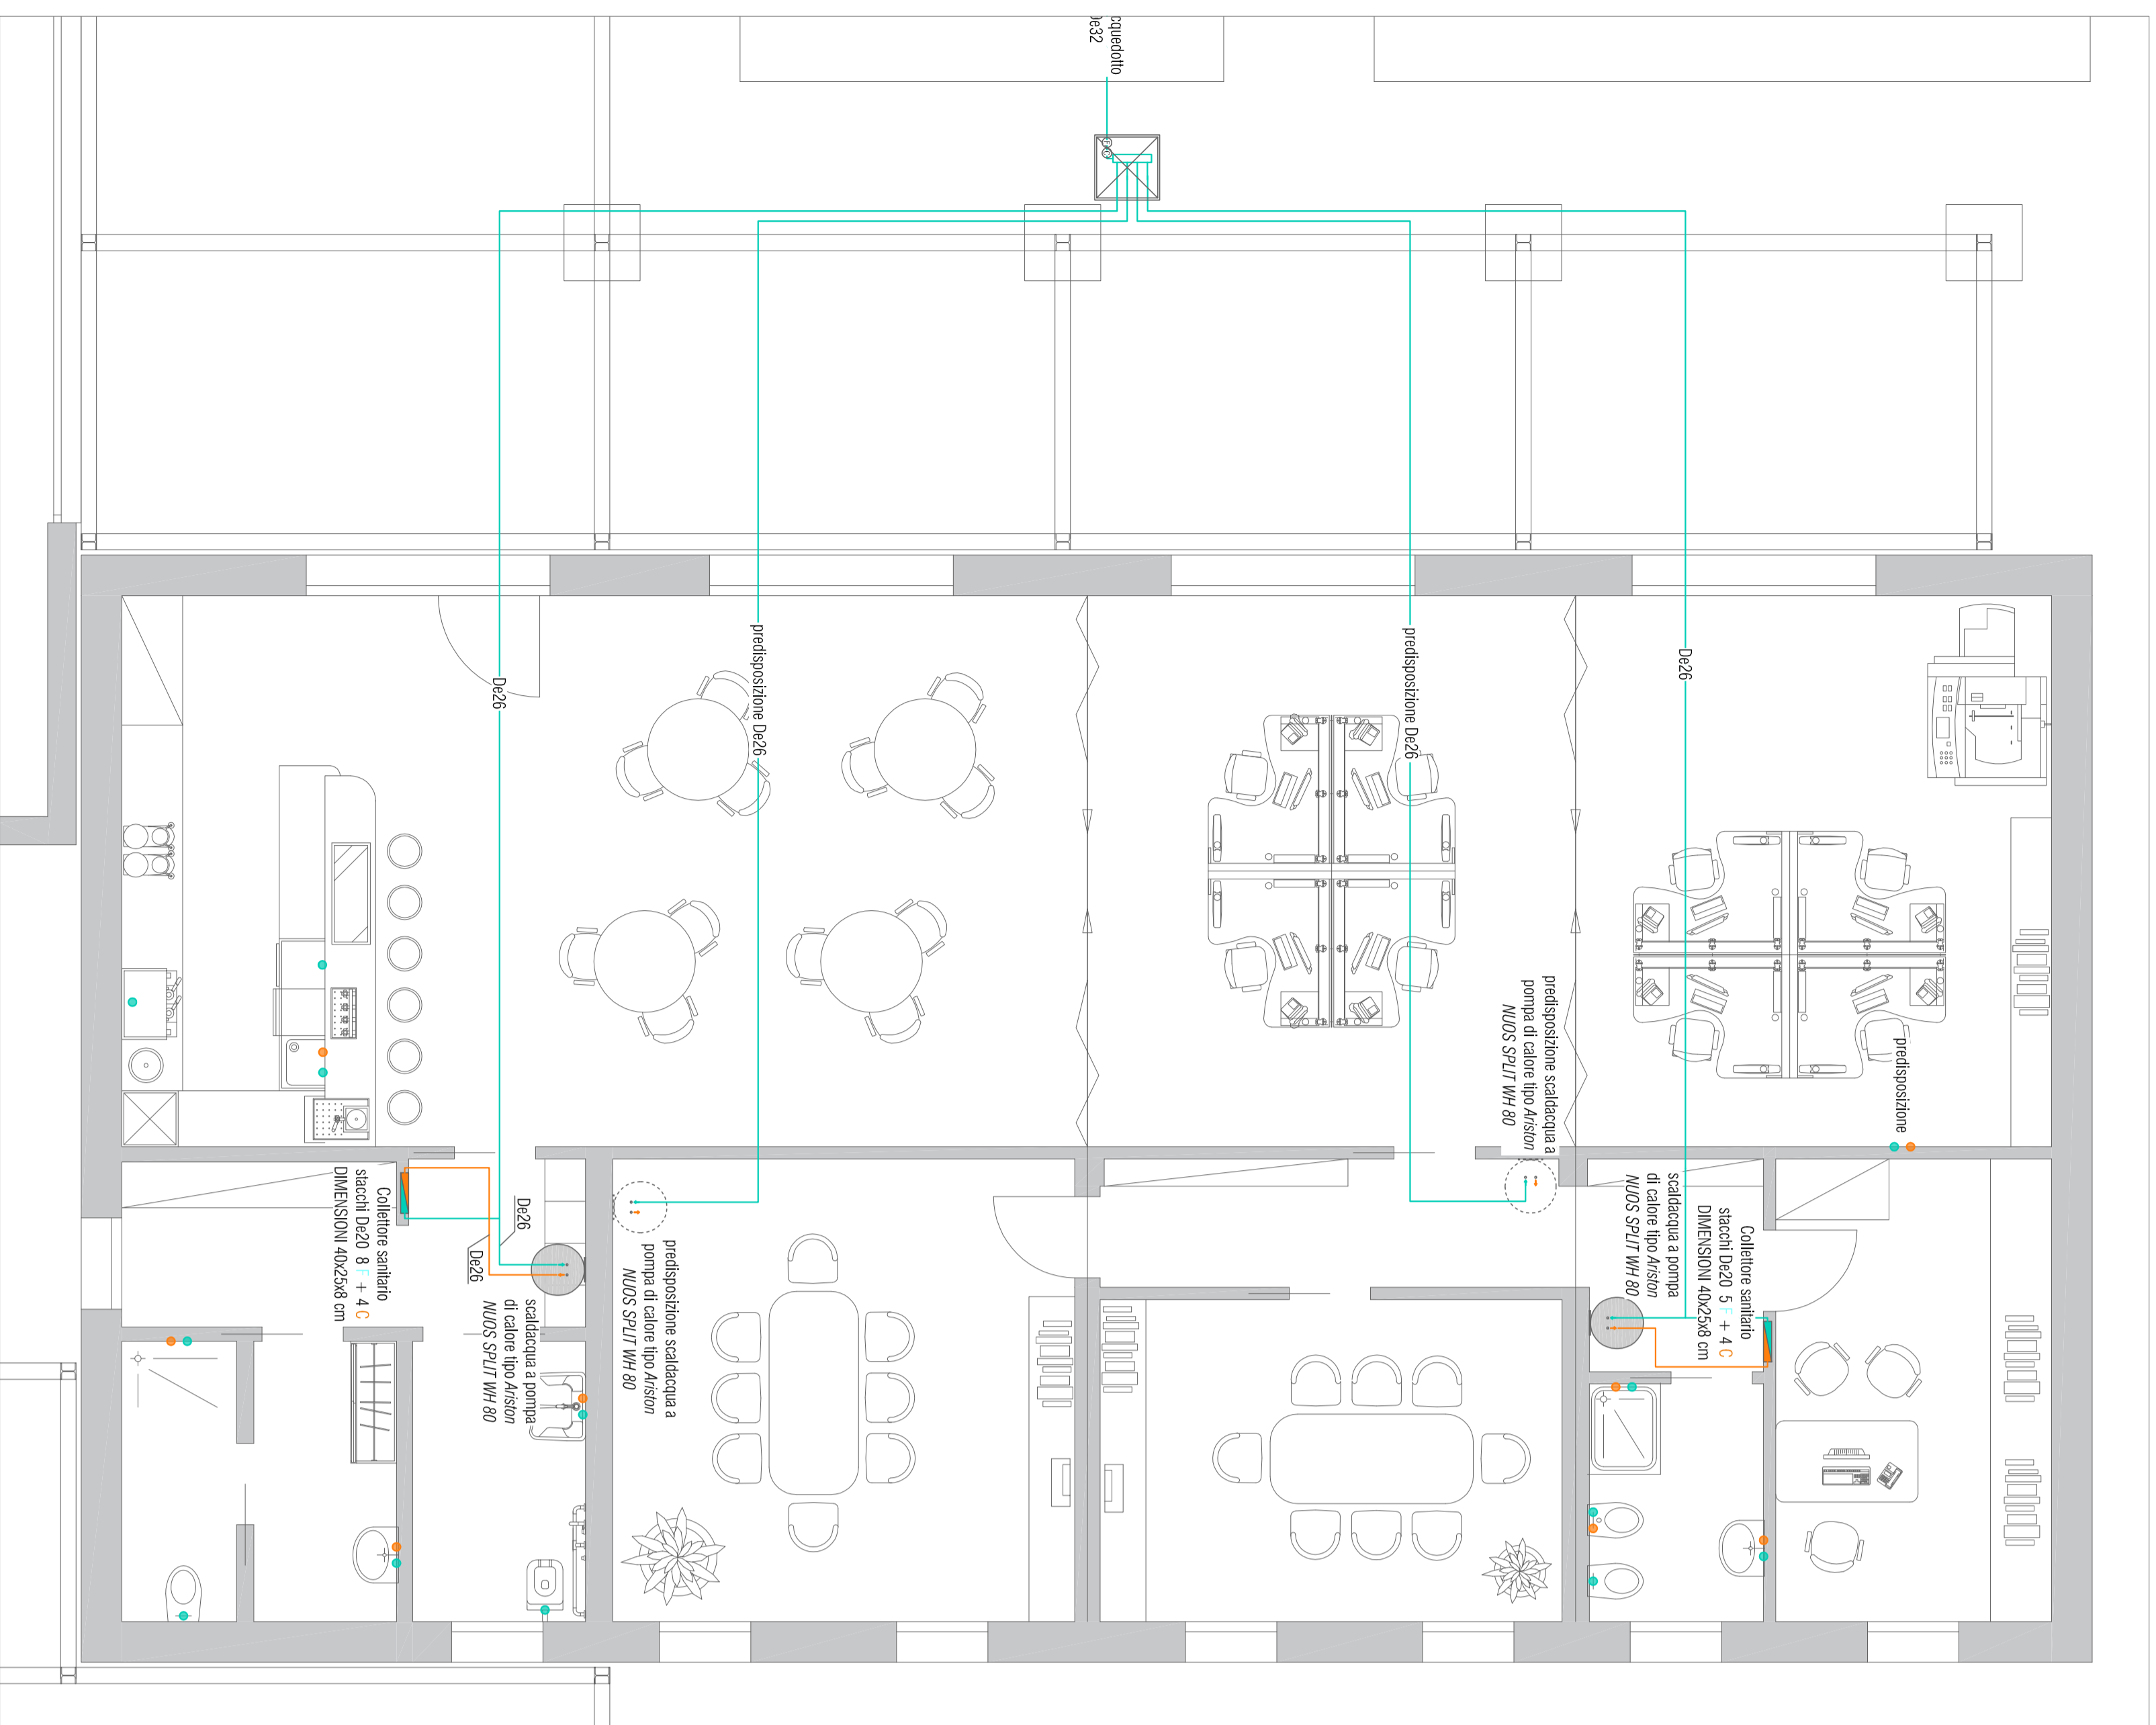 cquedotto
De32
De26
predisposizione De26
predisposizione De26
De26
predisposizione scaldacqua a
pompa di calore tipo Ariston
NUOS SPLIT WH 80
predisposizione
Collettore sanitario
stacchi De20 8 F + 4 C
DIMENSIONI 40x25x8 cm
De26
De26
scaldacqua a pompa
di calore tipo Ariston
NUOS SPLIT WH 80
predisposizione scaldacqua a
pompa di calore tipo Ariston
NUOS SPLIT WH 80
scaldacqua a pompa
di calore tipo Ariston
NUOS SPLIT WH 80
Collettore sanitario
stacchi De20 5 F + 4 C
DIMENSIONI 40x25x8 cm